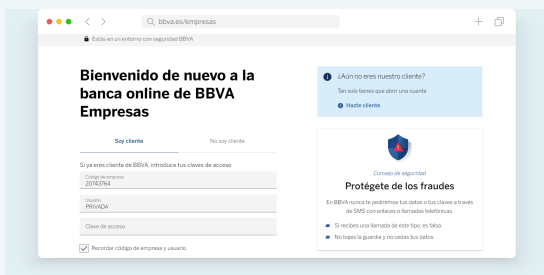 bbva.es/empresas
Estás en un entorno con seguridad BBVA
Bienvenido de nuevo a la
banca online de BBVA
Empresas
Soy cliente
No soy cliente
Si ya eres cliente de BBVA, introduce tus claves de acceso
Código de empresa
20743764
Usuario
PRIVADA
Clave de acceso
Recordar código de empresa y usuario
¿Aún no eres nuestro cliente?
Tan solo tienes que abrir una cuenta
Hazte cliente
Consejo de seguridad
Protégete de los fraudes
En BBVA nunca te pediremos tus datos o tus claves a través
de SMS con enlaces o llamadas telefónicas.
Si recibes una llamada de este tipo, es falsa.
No bajes la guardia y no cedas tus datos.